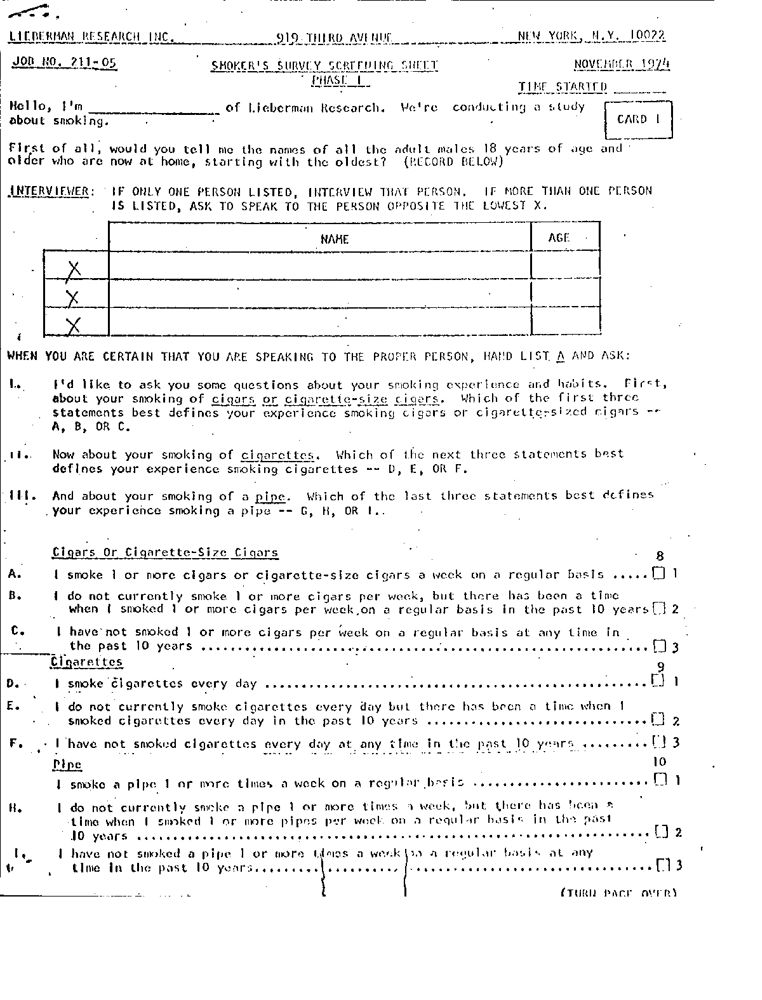 LIEBERMAN RESEARCH INC. 919 THIRD AVENUE NEW YORK, N.Y. 10022
JOB NO. 211-05 SMOKER'S SURVEY SCREENING SHEET NOVEMBER 1974
PHASE I
TIME STARTED ______
Hello, I'm ______________ of Lieberman Research. We're conducting a study
about smoking.
CARD 1
First of all, would you tell me the names of all the adult males 18 years of age and
older who are now at home, starting with the oldest? (RECORD BELOW)
INTERVIEWER: IF ONLY ONE PERSON LISTED, INTERVIEW THAT PERSON. IF MORE THAN ONE PERSON
IS LISTED, ASK TO SPEAK TO THE PERSON OPPOSITE THE LOWEST X.
NAME AGE
X
X
X
WHEN YOU ARE CERTAIN THAT YOU ARE SPEAKING TO THE PROPER PERSON, HAND LIST A AND ASK:
I. I'd like to ask you some questions about your smoking experience and habits. First,
about your smoking of cigars or cigarette-size cigars. Which of the first three
statements best defines your experience smoking cigars or cigarette-sized cigars --
A, B, OR C.
II. Now about your smoking of cigarettes. Which of the next three statements best
defines your experience smoking cigarettes -- D, E, OR F.
III. And about your smoking of a pipe. Which of the last three statements best defines
your experience smoking a pipe -- G, H, OR I.
Cigars Or Cigarette-Size Cigars 8
A. I smoke 1 or more cigars or cigarette-size cigars a week on a regular basis ..... 1
B. I do not currently smoke 1 or more cigars per week, but there has been a time
when I smoked 1 or more cigars per week on a regular basis in the past 10 years 2
C. I have not smoked 1 or more cigars per week on a regular basis at any time in
the past 10 years ..... 3
Cigarettes 9
D. I smoke cigarettes every day ..... 1
E. I do not currently smoke cigarettes every day but there has been a time when I
smoked cigarettes every day in the past 10 years ..... 2
F. I have not smoked cigarettes every day at any time in the past 10 years ..... 3
Pipe 10
I smoke a pipe 1 or more times a week on a regular basis ..... 1
H. I do not currently smoke a pipe 1 or more times a week, but there has been a
time when I smoked 1 or more pipes per week on a regular basis in the past
10 years ..... 2
I. I have not smoked a pipe 1 or more times a week on a regular basis at any
time in the past 10 years ..... 3
(TURN PAGE OVER)